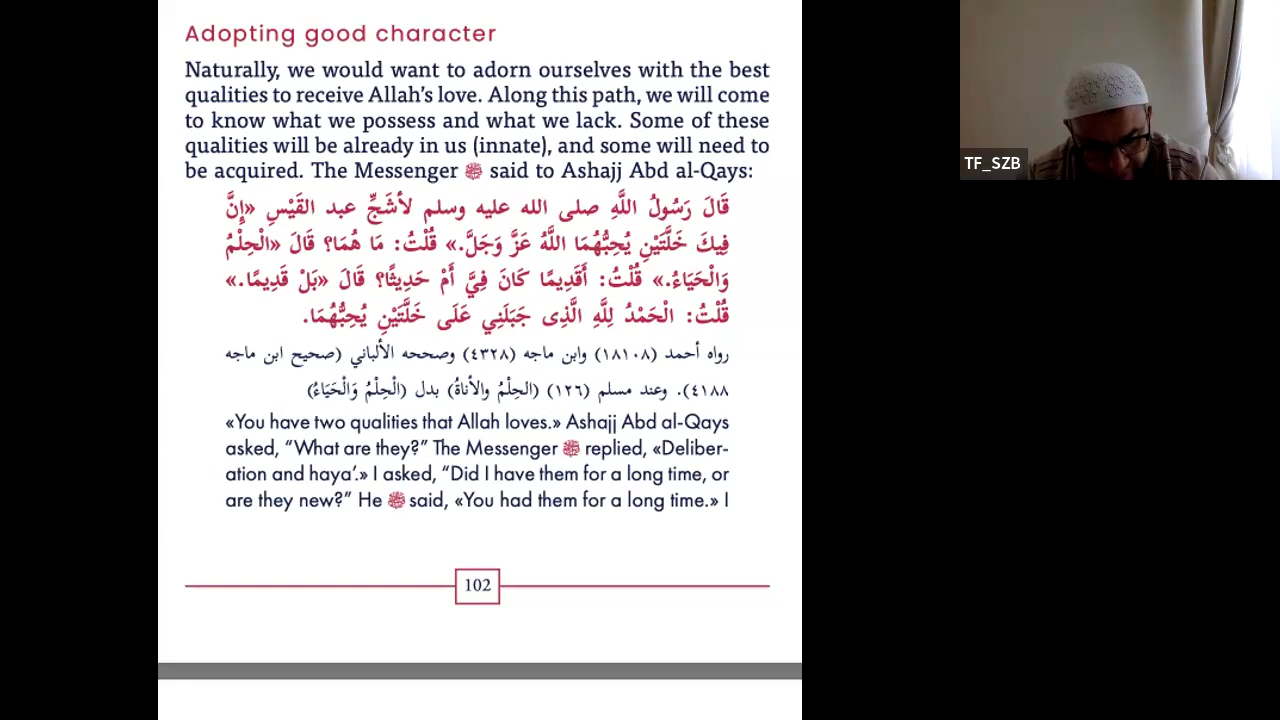 Adopting good character
Naturally, we would want to adorn ourselves with the best
qualities to receive Allah's love. Along this path, we will come
to know what we possess and what we lack. Some of these
qualities will be already in us (innate), and some will need to
be acquired. The Messenger ﷺ said to Ashajj Abd al-Qays:
قَالَ رَسُولُ اللَّهِ صلى الله عليه وسلم لأَشَجِّ عبد القَيْسِ «إِنَّ
فِيكَ خَلَّتَيْنِ يُحِبُّهُمَا اللَّهُ عَزَّ وَجَلَّ.» قُلْتُ: مَا هُمَا؟ قَالَ «الْحِلْمُ
وَالْحَيَاءُ.» قُلْتُ: أَقَدِيمًا كَانَ فِيَّ أَمْ حَدِيثًا؟ قَالَ «بَلْ قَدِيمًا.»
قُلْتُ: الْحَمْدُ لِلَّهِ الَّذِى جَبَلَنِي عَلَى خَلَّتَيْنِ يُحِبُّهُمَا.
رواه أحمد (١٨١٠٨) وابن ماجه (٤٣٢٨) وصححه الألباني (صحيح ابن ماجه
٤١٨٨). وعند مسلم (١٢٦) (الحِلْمُ والأناةُ) بدل (الْحِلْمُ وَالْحَيَاءُ)
«You have two qualities that Allah loves.» Ashajj Abd al-Qays
asked, "What are they?" The Messenger ﷺ replied, «Deliber-
ation and haya'.» I asked, "Did I have them for a long time, or
are they new?" He ﷺ said, «You had them for a long time.» I
102
TF_SZB